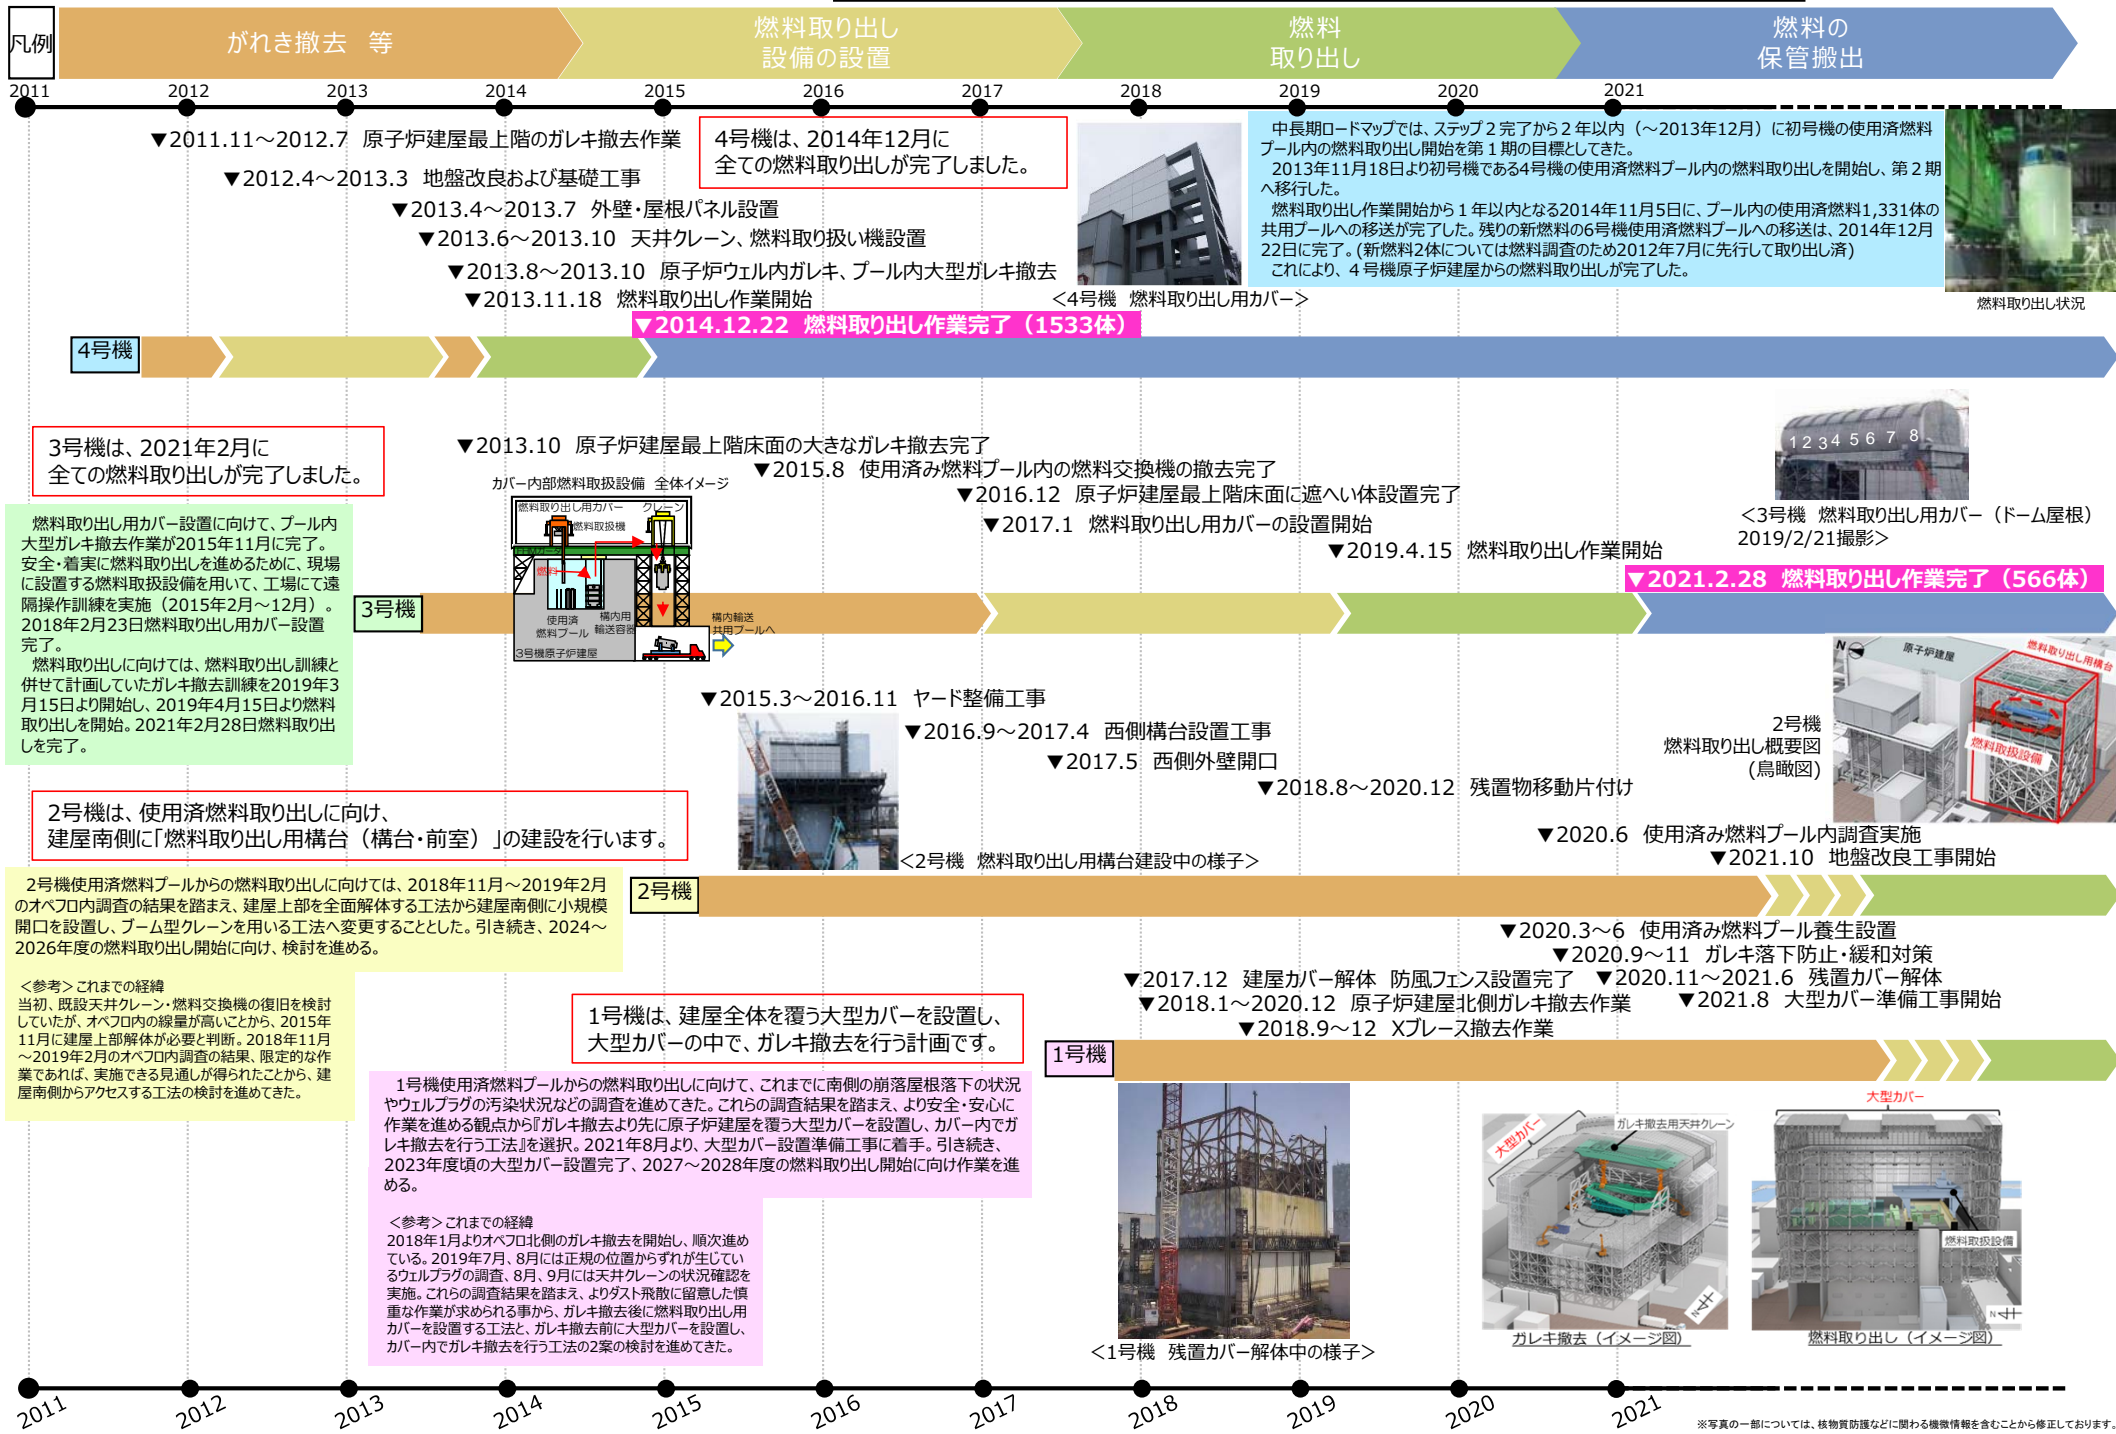 凡例
がれき撤去　等
燃料取り出し
設備の設置
燃料
取り出し
燃料の
保管搬出
2011
2012
2013
2014
2015
2016
2017
2018
2019
2020
2021
▼2011.11～2012.7 原子炉建屋最上階のガレキ撤去作業
▼2012.4～2013.3 地盤改良および基礎工事
▼2013.4～2013.7 外壁・屋根パネル設置
▼2013.6～2013.10 天井クレーン、燃料取り扱い機設置
▼2013.8～2013.10 原子炉ウェル内ガレキ、プール内大型ガレキ撤去
▼2013.11.18 燃料取り出し作業開始
▼2014.12.22 燃料取り出し作業完了（1533体）
4号機は、2014年12月に
全ての燃料取り出しが完了しました。
＜4号機 燃料取り出し用カバー＞
中長期ロードマップでは、ステップ２完了から２年以内（～2013年12月）に初号機の使用済燃料
プール内の燃料取り出し開始を第１期の目標としてきた。
2013年11月18日より初号機である4号機の使用済燃料プール内の燃料取り出しを開始し、第２期
へ移行した。
燃料取り出し作業開始から１年以内となる2014年11月5日に、プール内の使用済燃料1,331体の
共用プールへの移送が完了した。残りの新燃料の6号機使用済燃料プールへの移送は、2014年12月
22日に完了。(新燃料2体については燃料調査のため2012年7月に先行して取り出し済)
これにより、４号機原子炉建屋からの燃料取り出しが完了した。
燃料取り出し状況
4号機
3号機は、2021年2月に
全ての燃料取り出しが完了しました。
▼2013.10 原子炉建屋最上階床面の大きなガレキ撤去完了
▼2015.8 使用済み燃料プール内の燃料交換機の撤去完了
▼2016.12 原子炉建屋最上階床面に遮へい体設置完了
▼2017.1 燃料取り出し用カバーの設置開始
▼2019.4.15 燃料取り出し作業開始
▼2021.2.28 燃料取り出し作業完了（566体）
1 2 3 4 5 6 7 8
＜3号機 燃料取り出し用カバー（ドーム屋根）
2019/2/21撮影＞
カバー内部燃料取扱設備 全体イメージ
燃料取り出し用カバー
クレーン
燃料取扱機
燃料
使用済
燃料プール
構内用
輸送容器
3号機原子炉建屋
構内輸送
共用プールへ
燃料取り出し用カバー設置に向けて、プール内
大型ガレキ撤去作業が2015年11月に完了。
安全・着実に燃料取り出しを進めるために、現場
に設置する燃料取扱設備を用いて、工場にて遠
隔操作訓練を実施（2015年2月～12月）。
2018年2月23日燃料取り出し用カバー設置
完了。
燃料取り出しに向けては、燃料取り出し訓練と
併せて計画していたガレキ撤去訓練を2019年3
月15日より開始し、2019年4月15日より燃料
取り出しを開始。2021年2月28日燃料取り出
しを完了。
3号機
▼2015.3～2016.11 ヤード整備工事
▼2016.9～2017.4 西側構台設置工事
▼2017.5 西側外壁開口
▼2018.8～2020.12 残置物移動片付け
▼2020.6 使用済み燃料プール内調査実施
▼2021.10 地盤改良工事開始
2号機
燃料取り出し概要図
(鳥瞰図)
N
原子炉建屋
燃料取り出し用構台
燃料取扱設備
2号機は、使用済燃料取り出しに向け、
建屋南側に「燃料取り出し用構台（構台・前室）」の建設を行います。
＜2号機 燃料取り出し用構台建設中の様子＞
2号機使用済燃料プールからの燃料取り出しに向けては、2018年11月～2019年2月
のオペフロ内調査の結果を踏まえ、建屋上部を全面解体する工法から建屋南側に小規模
開口を設置し、ブーム型クレーンを用いる工法へ変更することとした。引き続き、2024～
2026年度の燃料取り出し開始に向け、検討を進める。
＜参考＞これまでの経緯
当初、既設天井クレーン・燃料交換機の復旧を検討
していたが、オペフロ内の線量が高いことから、2015年
11月に建屋上部解体が必要と判断。2018年11月
～2019年2月のオペフロ内調査の結果、限定的な作
業であれば、実施できる見通しが得られたことから、建
屋南側からアクセスする工法の検討を進めてきた。
2号機
▼2020.3～6 使用済み燃料プール養生設置
▼2020.9～11 ガレキ落下防止・緩和対策
▼2017.12 建屋カバー解体 防風フェンス設置完了
▼2020.11～2021.6 残置カバー解体
▼2018.1～2020.12 原子炉建屋北側ガレキ撤去作業
▼2021.8 大型カバー準備工事開始
▼2018.9～12 Xブレース撤去作業
1号機は、建屋全体を覆う大型カバーを設置し、
大型カバーの中で、ガレキ撤去を行う計画です。
1号機
1号機使用済燃料プールからの燃料取り出しに向けて、これまでに南側の崩落屋根落下の状況
やウェルプラグの汚染状況などの調査を進めてきた。これらの調査結果を踏まえ、より安全・安心に
作業を進める観点から『ガレキ撤去より先に原子炉建屋を覆う大型カバーを設置し、カバー内でガ
レキ撤去を行う工法』を選択。2021年8月より、大型カバー設置準備工事に着手。引き続き、
2023年度頃の大型カバー設置完了、2027～2028年度の燃料取り出し開始に向け作業を進
める。
＜参考＞これまでの経緯
2018年1月よりオペフロ北側のガレキ撤去を開始し、順次進め
ている。2019年7月、8月には正規の位置からずれが生じてい
るウェルプラグの調査、8月、9月には天井クレーンの状況確認を
実施。これらの調査結果を踏まえ、よりダスト飛散に留意した慎
重な作業が求められる事から、ガレキ撤去後に燃料取り出し用
カバーを設置する工法と、ガレキ撤去前に大型カバーを設置し、
カバー内でガレキ撤去を行う工法の2案の検討を進めてきた。
＜1号機 残置カバー解体中の様子＞
大型カバー
ガレキ撤去用天井クレーン
N
ガレキ撤去（イメージ図）
大型カバー
燃料取扱設備
N
燃料取り出し（イメージ図）
2011
2012
2013
2014
2015
2016
2017
2018
2019
2020
2021
※写真の一部については、核物質防護などに関わる機微情報を含むことから修正しております。